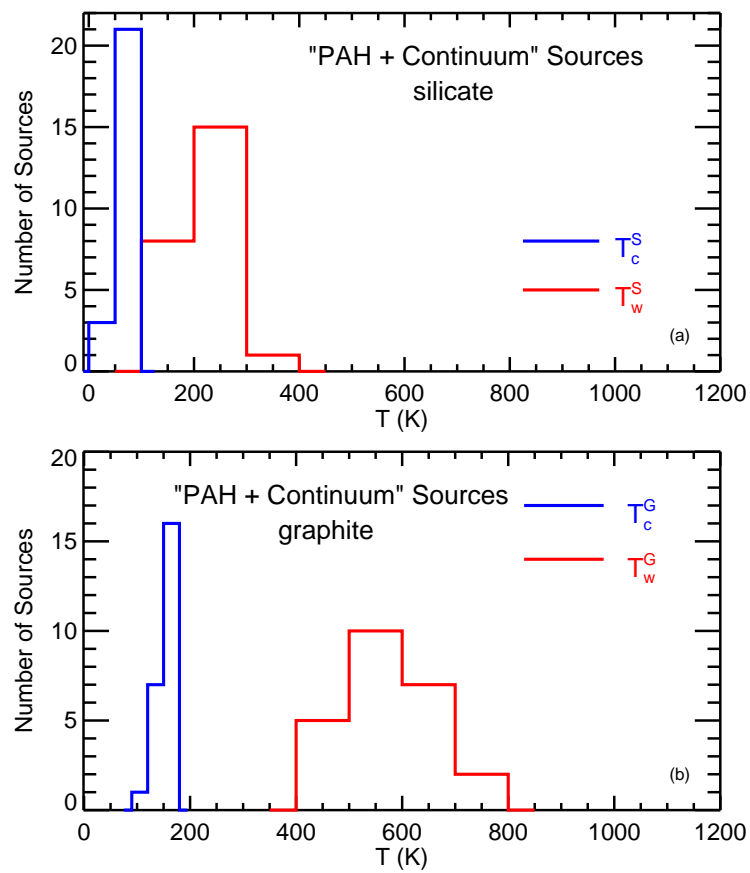 "PAH + Continuum" Sources
silicate
Number of Sources
20
15
10
5
0
T_c^S
T_w^S
(a)
0 200 400 600 800 1000 1200
T (K)
"PAH + Continuum" Sources
graphite
Number of Sources
20
15
10
5
0
T_c^G
T_w^G
(b)
0 200 400 600 800 1000 1200
T (K)